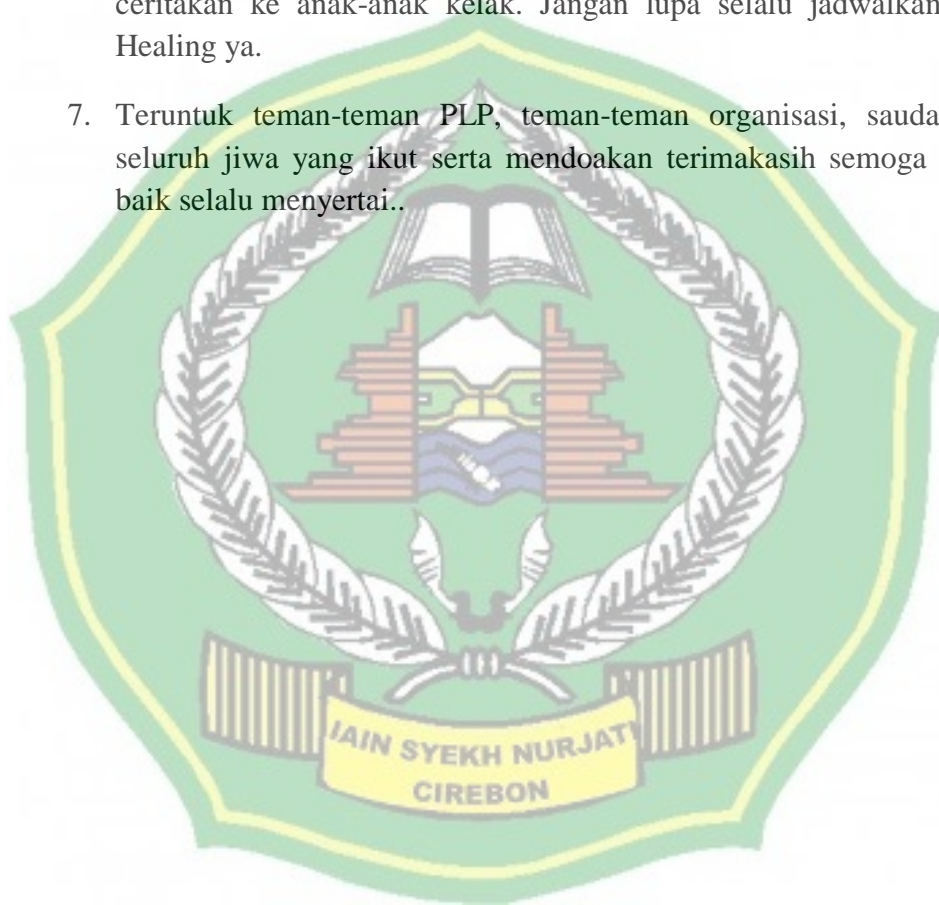 ceritakan ke anak-anak kelak. Jangan lupa selalu jadwalkan
Healing ya.
7. Teruntuk teman-teman PLP, teman-teman organisasi, sauda
seluruh jiwa yang ikut serta mendoakan terimakasih semoga
baik selalu menyertai..
IAIN SYEKH NURJATI
CIREBON